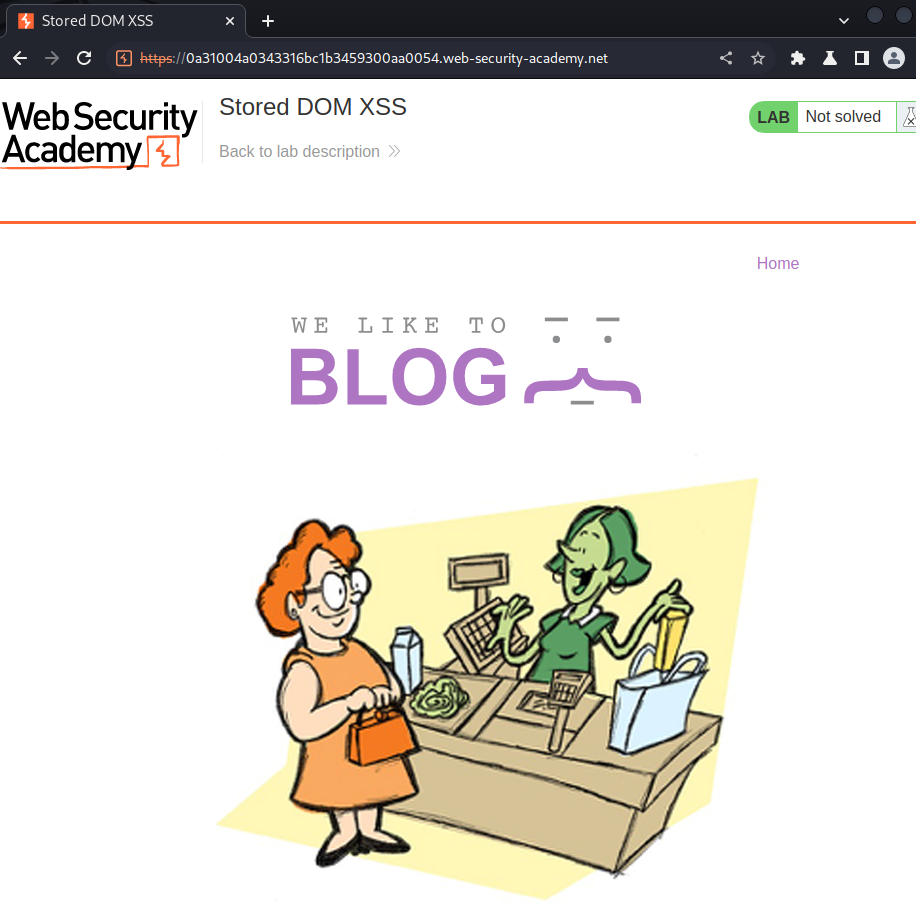 Stored DOM XSS
https://0a31004a0343316bc1b3459300aa0054.web-security-academy.net
Web Security
Academy
Stored DOM XSS
Back to lab description
LAB Not solved
Home
WE LIKE TO
BLOG